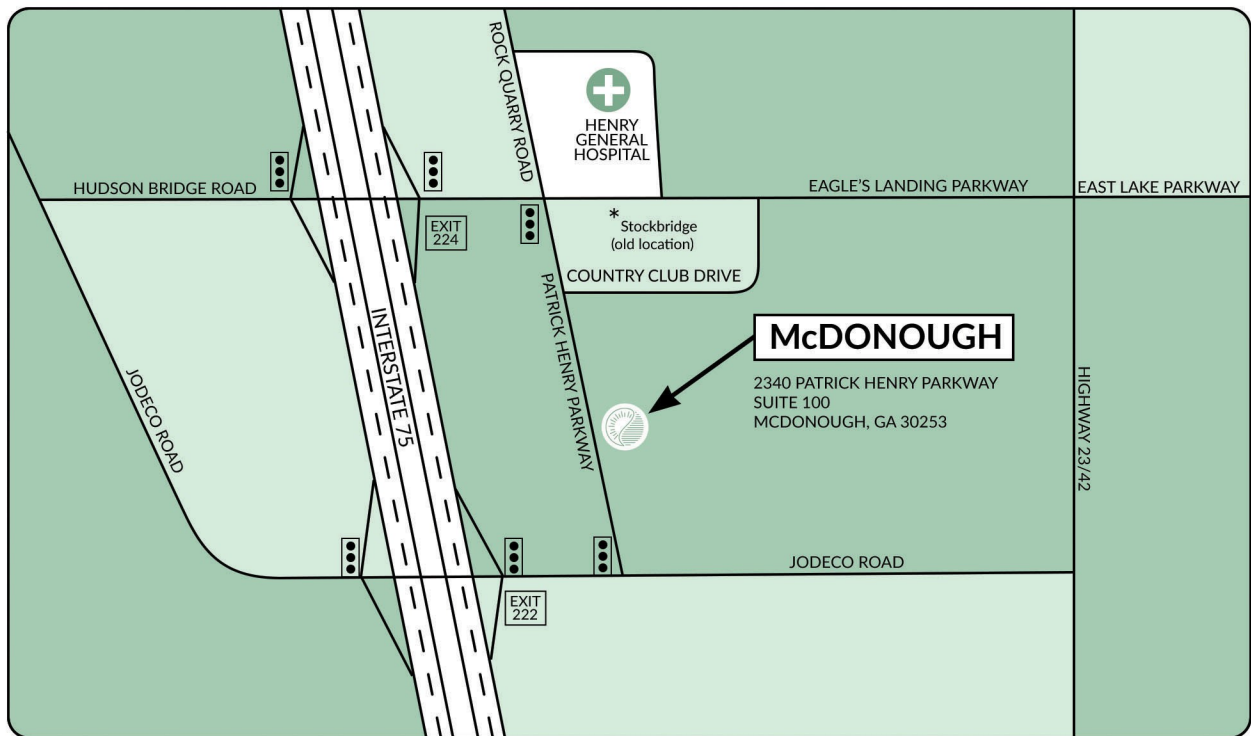 ROCK QUARRY ROAD
HENRY
GENERAL
HOSPITAL
HUDSON BRIDGE ROAD
EAGLE'S LANDING PARKWAY
EAST LAKE PARKWAY
EXIT
224
* Stockbridge
(old location)
COUNTRY CLUB DRIVE
PATRICK HENRY PARKWAY
INTERSTATE 75
McDONOUGH
2340 PATRICK HENRY PARKWAY
SUITE 100
MCDONOUGH, GA 30253
JODECO ROAD
HIGHWAY 23/42
JODECO ROAD
EXIT
222